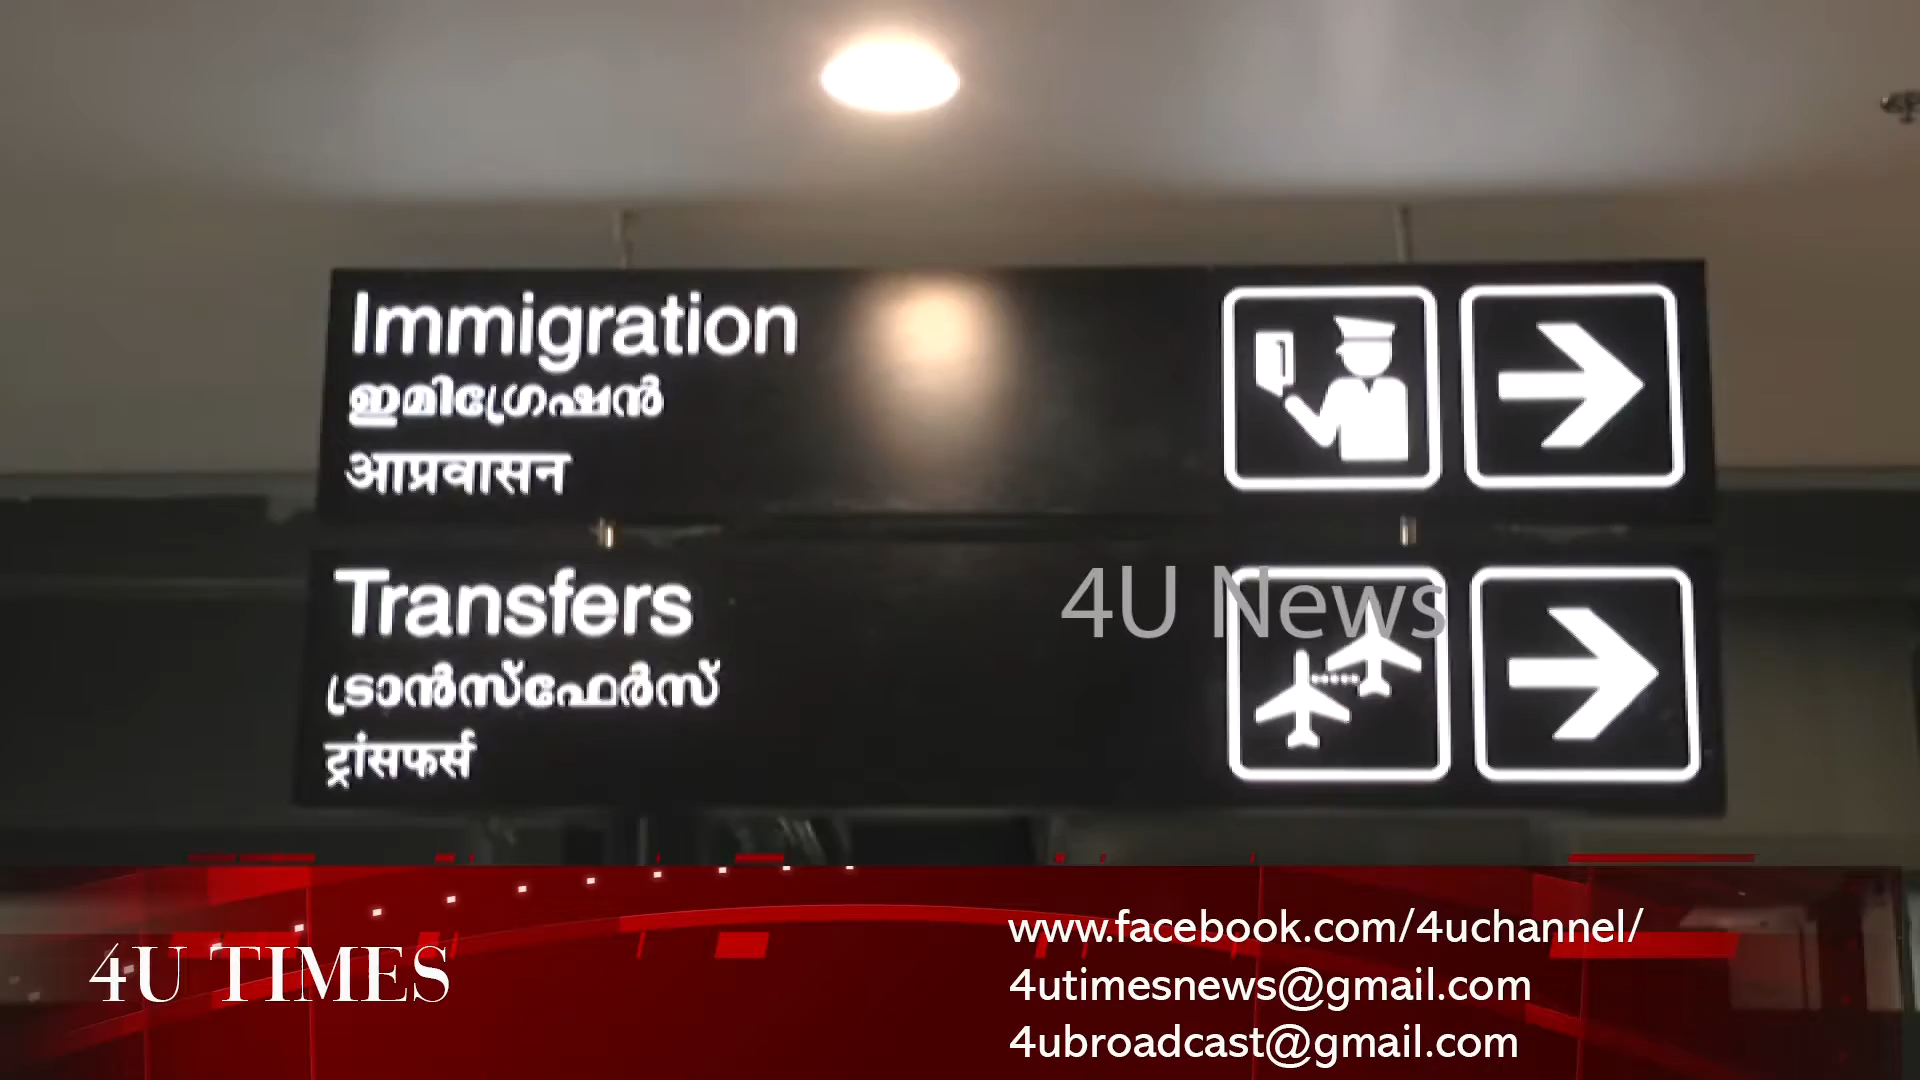 Immigration
ഇമിഗ്രേഷൻ
आप्रवासन
Transfers
ട്രാൻസ്ഫേർസ്
ट्रांसफर्स
4U News
4U TIMES
www.facebook.com/4uchannel/
4utimesnews@gmail.com
4ubroadcast@gmail.com